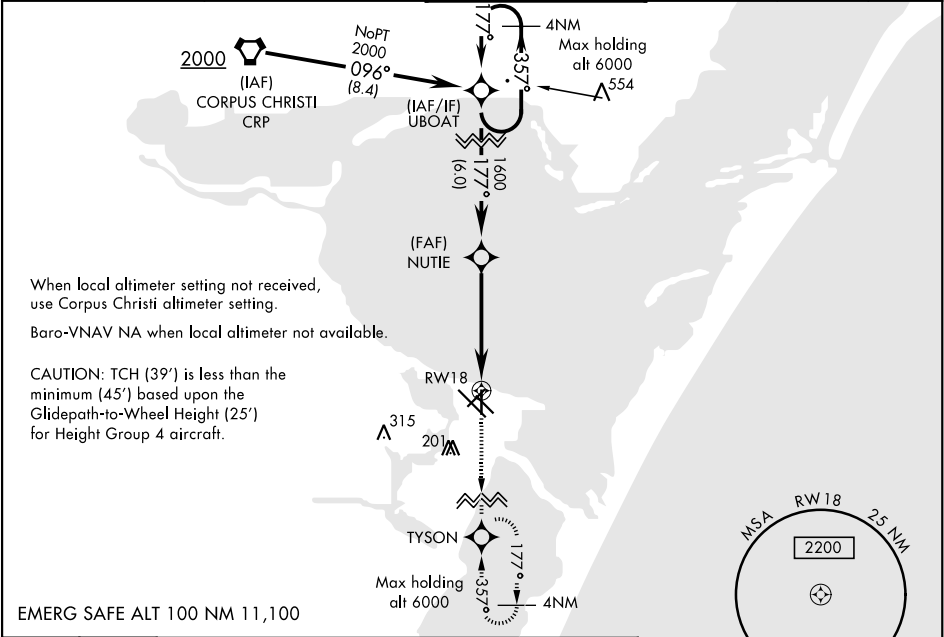 177°
4NM
Max holding
alt 6000
357°
554
2000
NoPT
2000
096°
(8.4)
(IAF)
CORPUS CHRISTI
CRP
(IAF/IF)
UBOAT
1600
177°
(6.0)
(FAF)
NUTIE
When local altimeter setting not received,
use Corpus Christi altimeter setting.
Baro-VNAV NA when local altimeter not available.
CAUTION: TCH (39') is less than the
minimum (45') based upon the
Glidepath-to-Wheel Height (25')
for Height Group 4 aircraft.
RW18
315
201
TYSON
177°
Max holding
alt 6000
357°
4NM
MSA RW18 25 NM
2200
EMERG SAFE ALT 100 NM 11,100